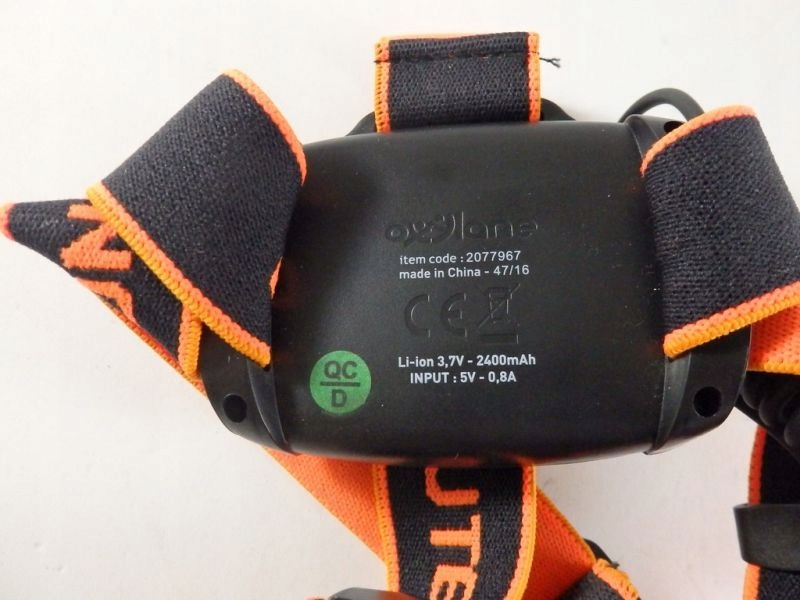 oxylane
item code : 2077967
made in China - 47/16
CE
Li-ion 3,7V - 2400mAh
INPUT : 5V - 0,8A
QC
D
UTE